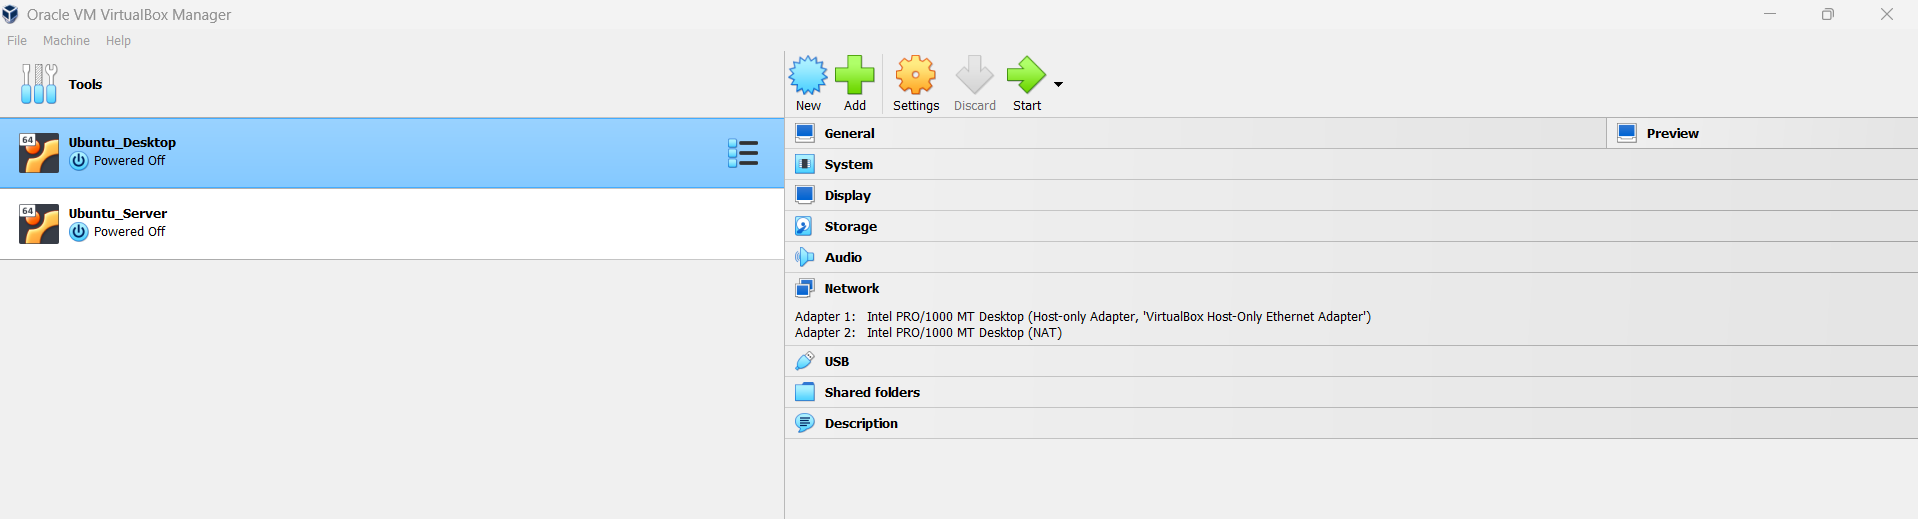 Oracle VM VirtualBox Manager
File Machine Help
Tools
New Add Settings Discard Start
64
Ubuntu_Desktop
Powered Off
64
Ubuntu_Server
Powered Off
General
Preview
System
Display
Storage
Audio
Network
Adapter 1: Intel PRO/1000 MT Desktop (Host-only Adapter, 'VirtualBox Host-Only Ethernet Adapter')
Adapter 2: Intel PRO/1000 MT Desktop (NAT)
USB
Shared folders
Description